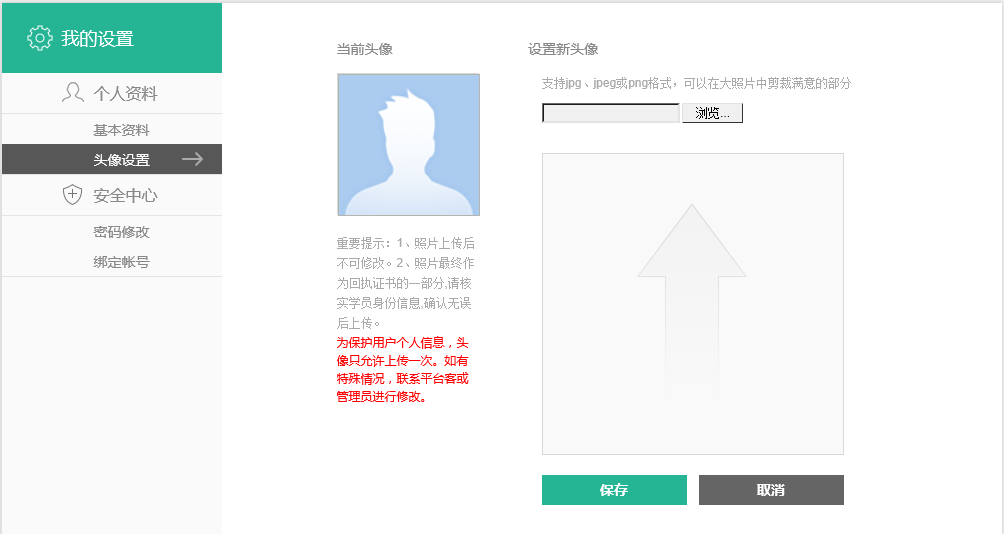 我的设置
个人资料
基本资料
头像设置
安全中心
密码修改
绑定帐号
当前头像
重要提示：1、照片上传后
不可修改。2、照片最终作
为回执证书的一部分,请核
实学员身份信息,确认无误
后上传。
为保护用户个人信息，头
像只允许上传一次。如有
特殊情况，联系平台客或
管理员进行修改。
设置新头像
支持jpg、jpeg或png格式，可以在大照片中剪裁满意的部分
浏览...
保存
取消